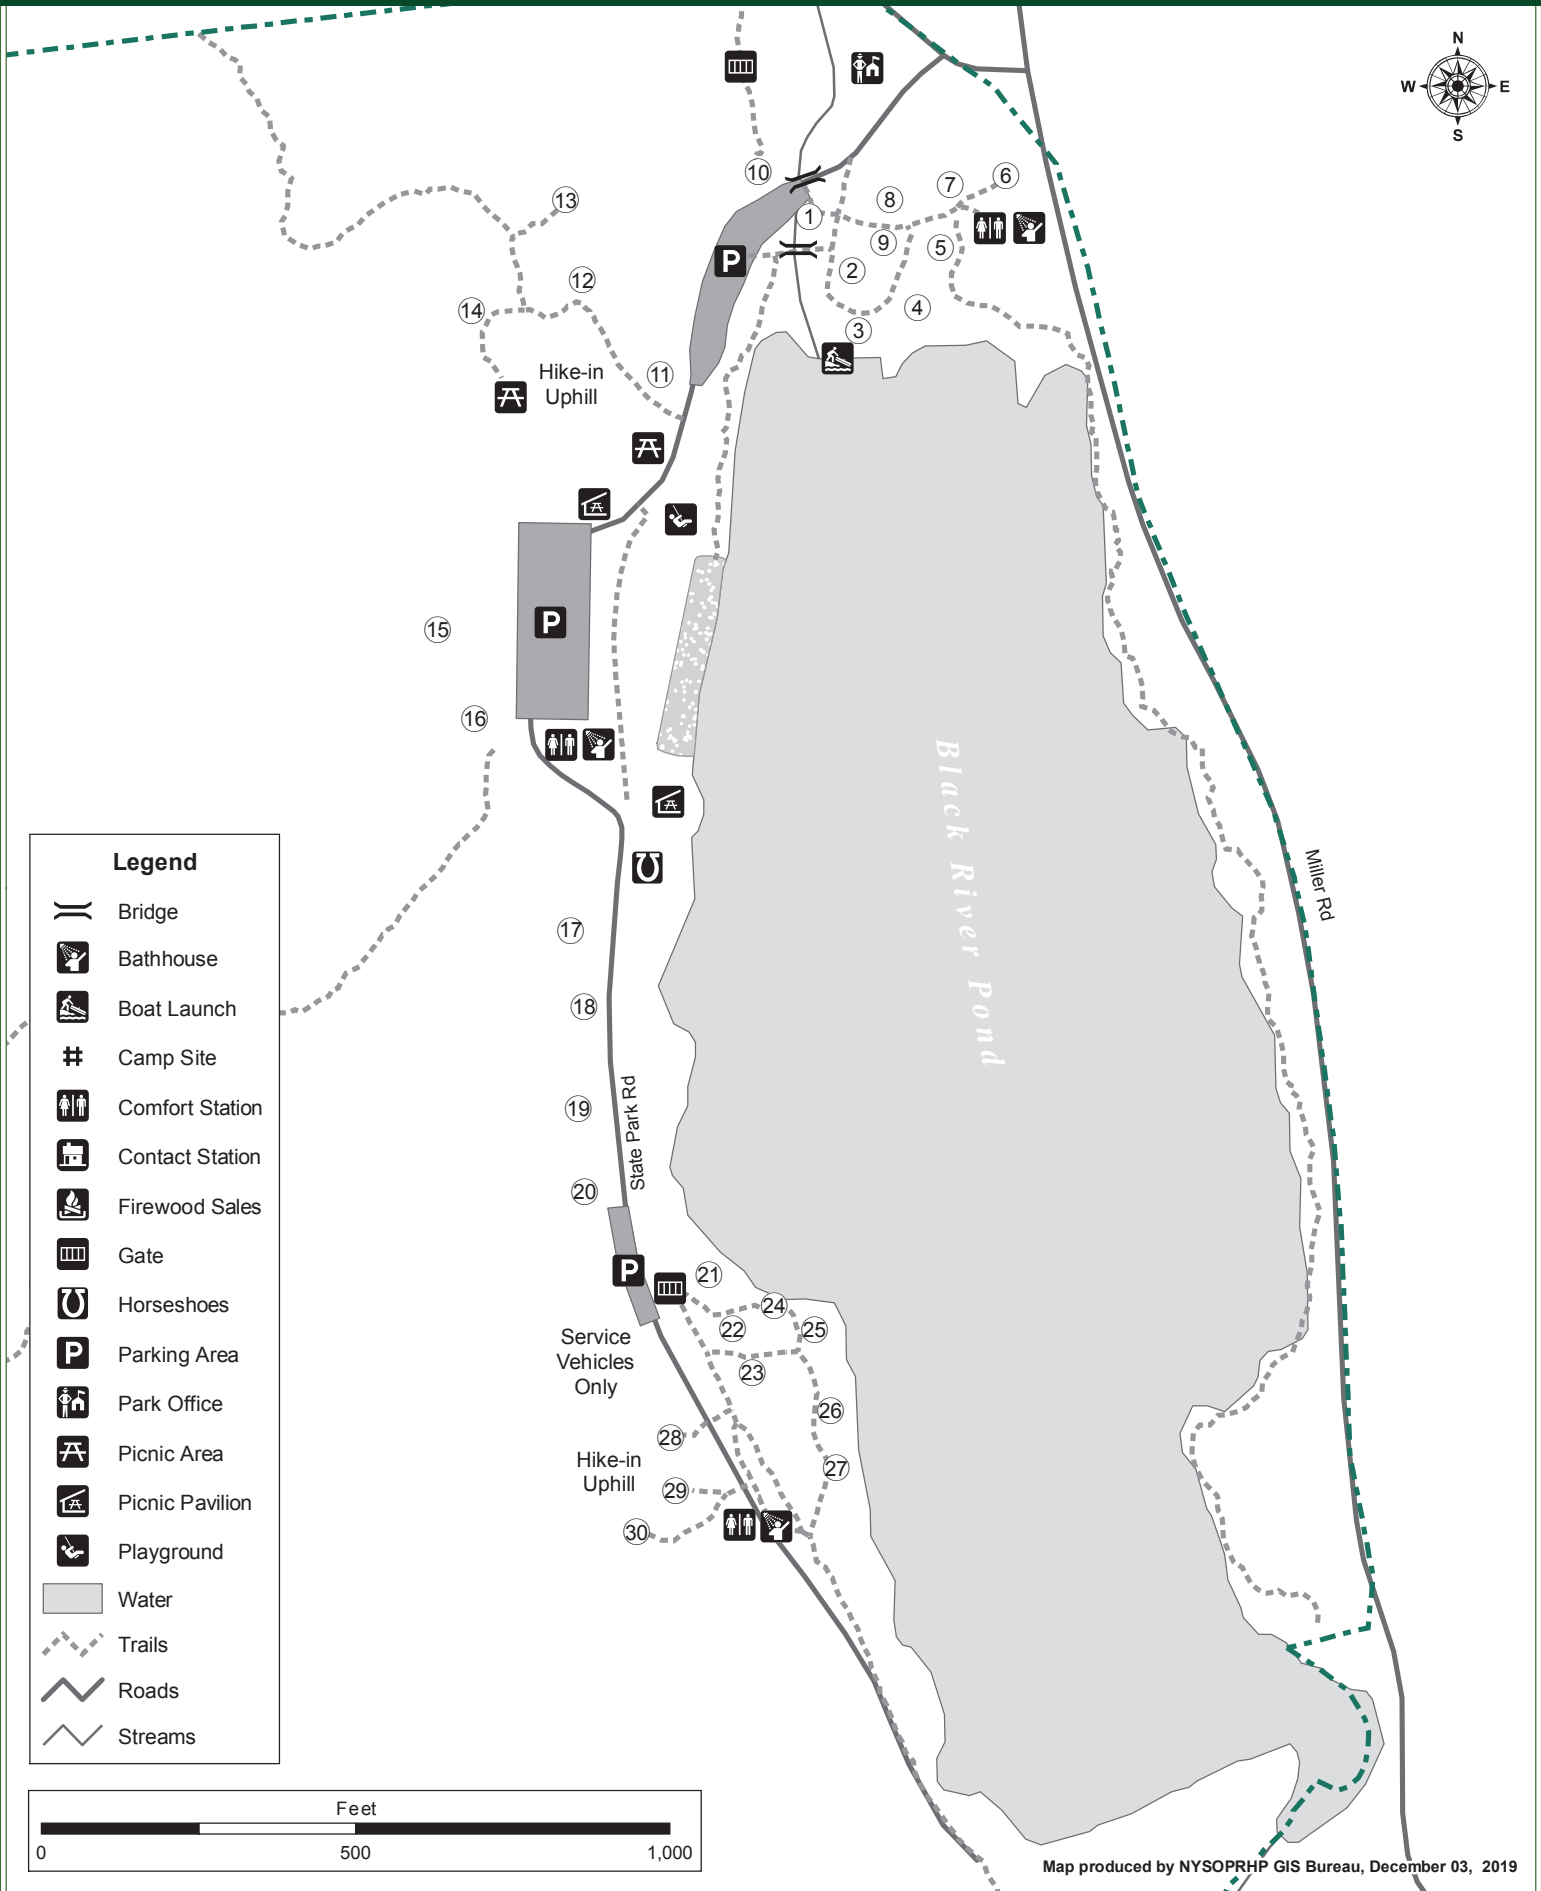 N
W E
S
10
13
1
8
7
6
9
5
P
2
12
14
4
3
Hike-in
Uphill
11
15
P
16
Black River Pond
Miller Rd
17
18
19
State Park Rd
20
P
21
24
22
25
23
Service
Vehicles
Only
26
28
27
Hike-in
Uphill
29
30
Legend
Bridge
Bathhouse
Boat Launch
# Camp Site
Comfort Station
Contact Station
Firewood Sales
Gate
Horseshoes
P Parking Area
Park Office
Picnic Area
Picnic Pavilion
Playground
Water
Trails
Roads
Streams
Feet
0 500 1,000
Map produced by NYSOPRHP GIS Bureau, December 03, 2019